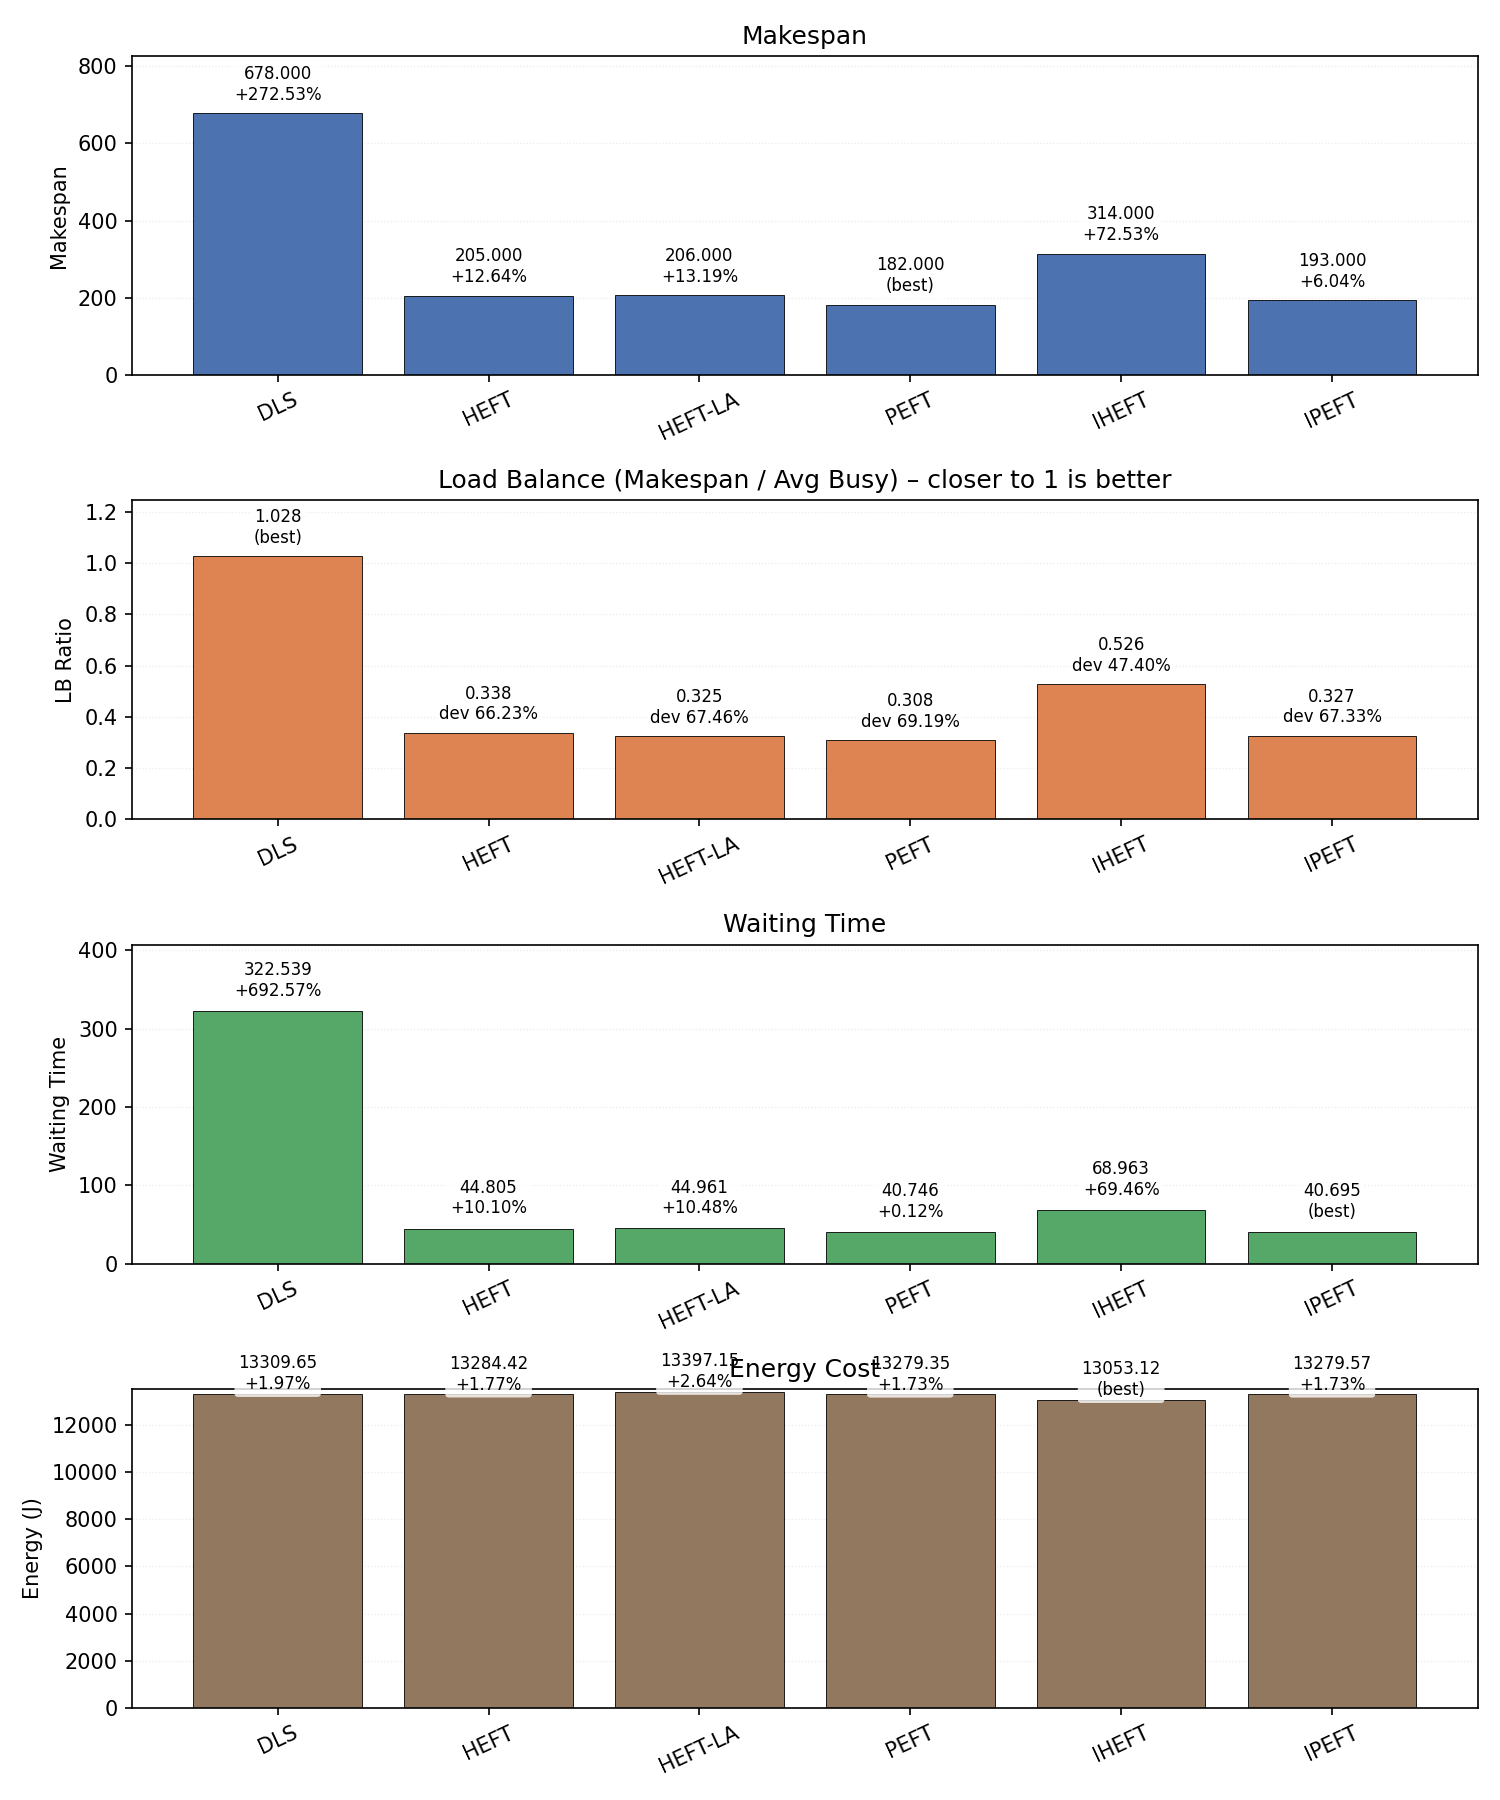 Makespan
Makespan
800
600
400
200
0
678.000
+272.53%
205.000
+12.64%
206.000
+13.19%
182.000
(best)
314.000
+72.53%
193.000
+6.04%
DLS
HEFT
HEFT-LA
PEFT
IHEFT
IPEFT
Load Balance (Makespan / Avg Busy) – closer to 1 is better
LB Ratio
1.2
1.0
0.8
0.6
0.4
0.2
0.0
1.028
(best)
0.338
dev 66.23%
0.325
dev 67.46%
0.308
dev 69.19%
0.526
dev 47.40%
0.327
dev 67.33%
DLS
HEFT
HEFT-LA
PEFT
IHEFT
IPEFT
Waiting Time
Waiting Time
400
300
200
100
0
322.539
+692.57%
44.805
+10.10%
44.961
+10.48%
40.746
+0.12%
68.963
+69.46%
40.695
(best)
DLS
HEFT
HEFT-LA
PEFT
IHEFT
IPEFT
Energy Cost
Energy (J)
12000
10000
8000
6000
4000
2000
0
13309.65
+1.97%
13284.42
+1.77%
13397.15
+2.64%
13279.35
+1.73%
13053.12
(best)
13279.57
+1.73%
DLS
HEFT
HEFT-LA
PEFT
IHEFT
IPEFT